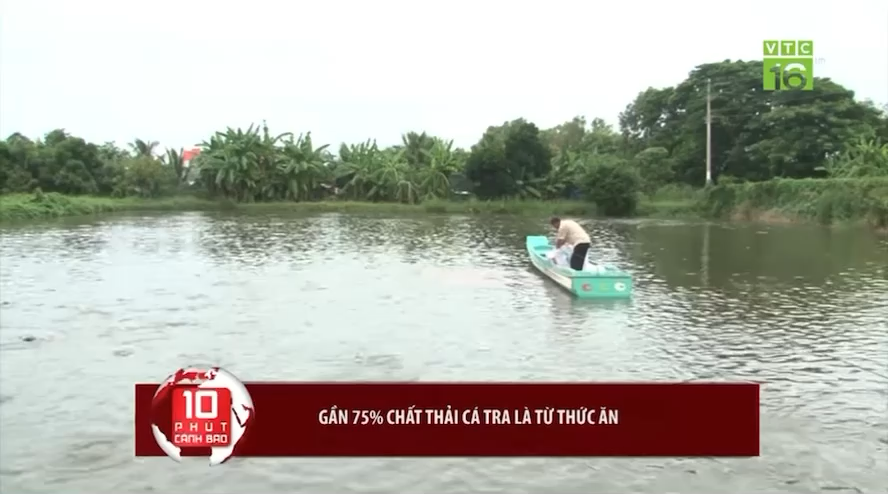 VTC
16
10
PHÚT
CẢNH BÁO
GẦN 75% CHẤT THẢI CÁ TRA LÀ TỪ THỨC ĂN